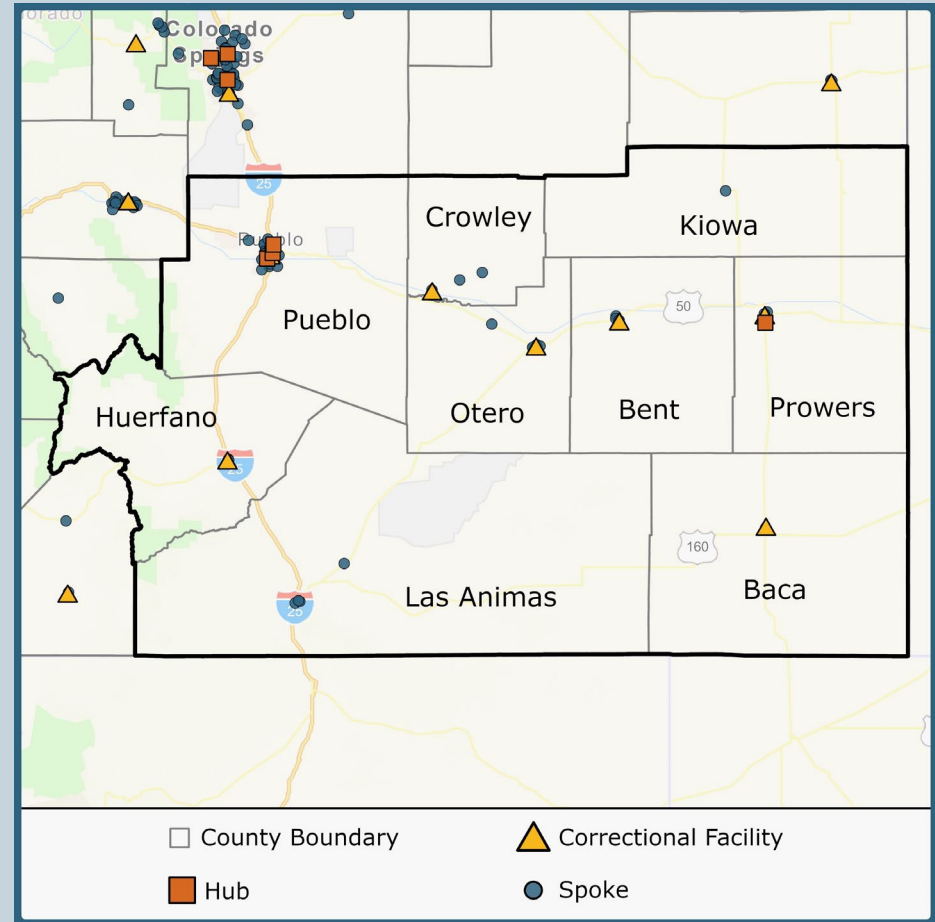 Colorado
Springs
25
Crowley
Kiowa
Pueblo
50
Pueblo
Huerfano
Otero
Bent
Prowers
25
160
Las Animas
Baca
25
County Boundary
Correctional Facility
Hub
Spoke